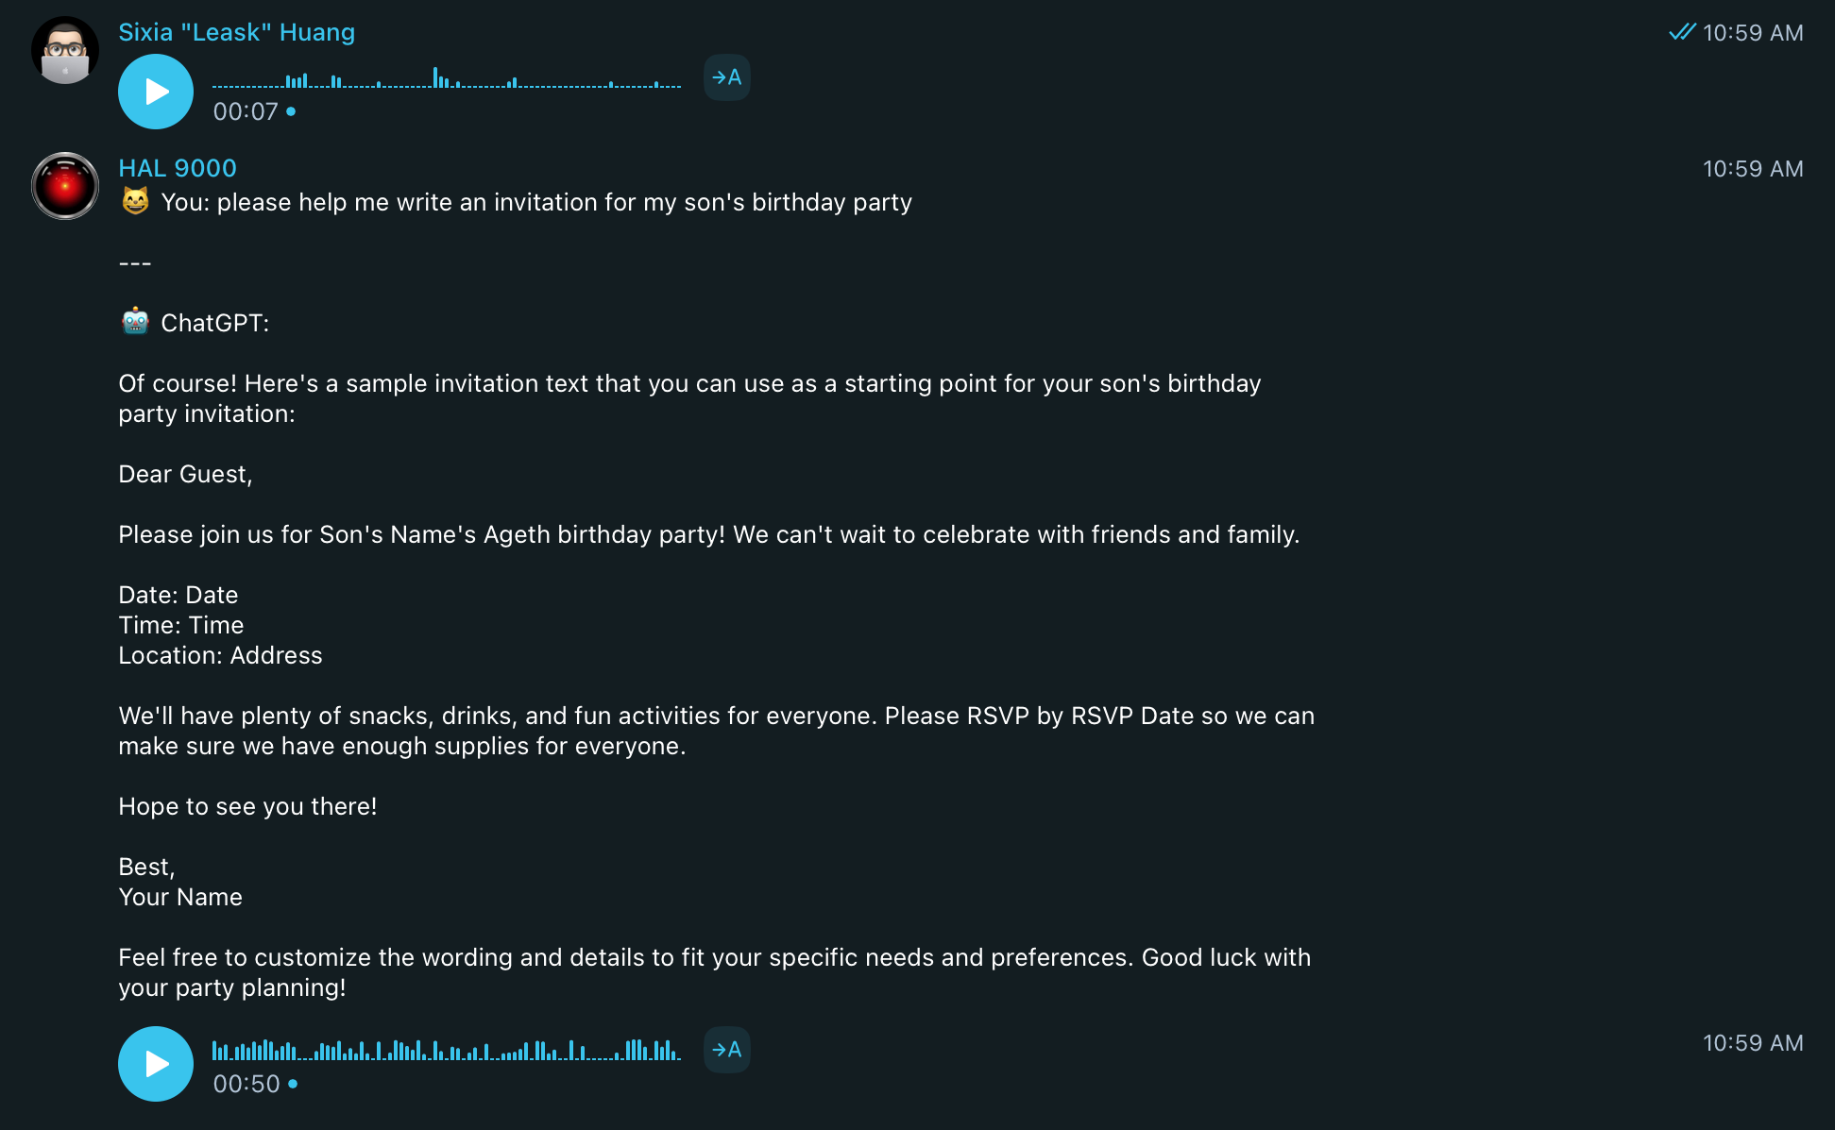 Sixia "Leask" Huang 10:59 AM
→A
00:07
HAL 9000 10:59 AM
😸 You: please help me write an invitation for my son's birthday party
---
🤖 ChatGPT:
Of course! Here's a sample invitation text that you can use as a starting point for your son's birthday
party invitation:
Dear Guest,
Please join us for Son's Name's Ageth birthday party! We can't wait to celebrate with friends and family.
Date: Date
Time: Time
Location: Address
We'll have plenty of snacks, drinks, and fun activities for everyone. Please RSVP by RSVP Date so we can
make sure we have enough supplies for everyone.
Hope to see you there!
Best,
Your Name
Feel free to customize the wording and details to fit your specific needs and preferences. Good luck with
your party planning!
→A 10:59 AM
00:50